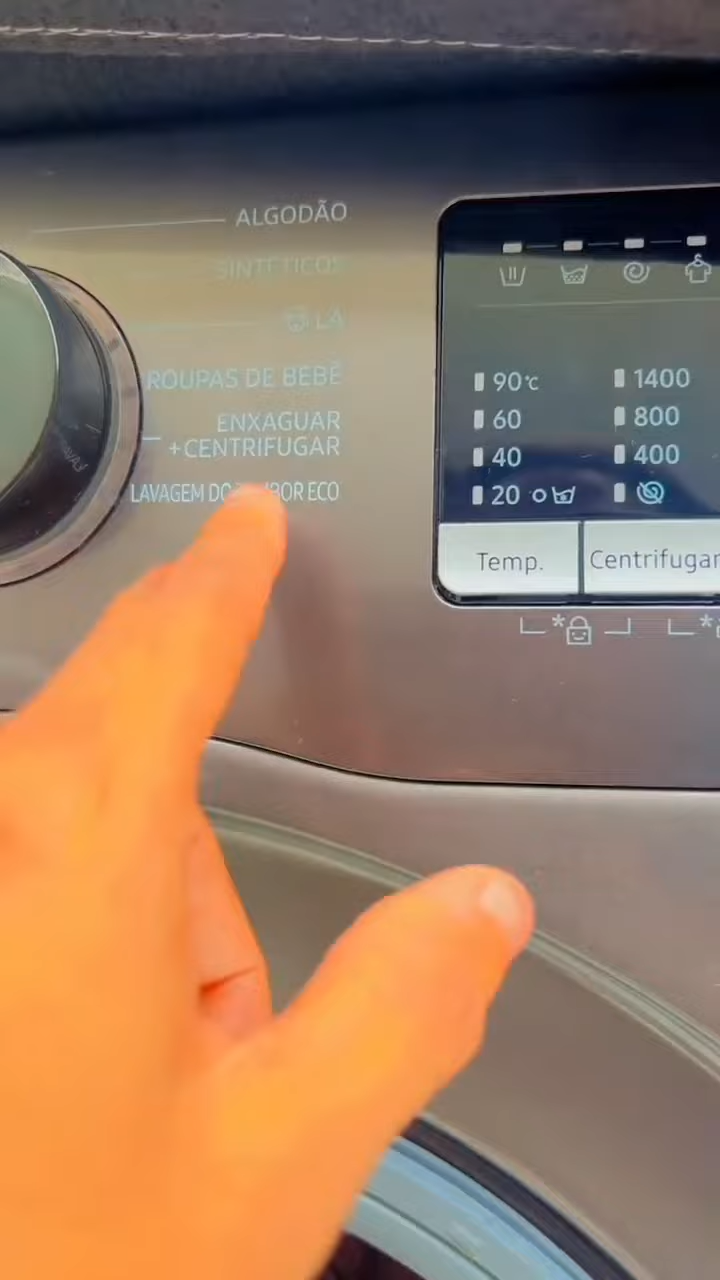 ALGODÃO
SINTÉTICOS
LÃ
ROUPAS DE BEBÊ
ENXAGUAR
+CENTRIFUGAR
LAVAGEM DO TAMBOR ECO
90°C
60
40
20
1400
800
400
Temp.
Centrifugar